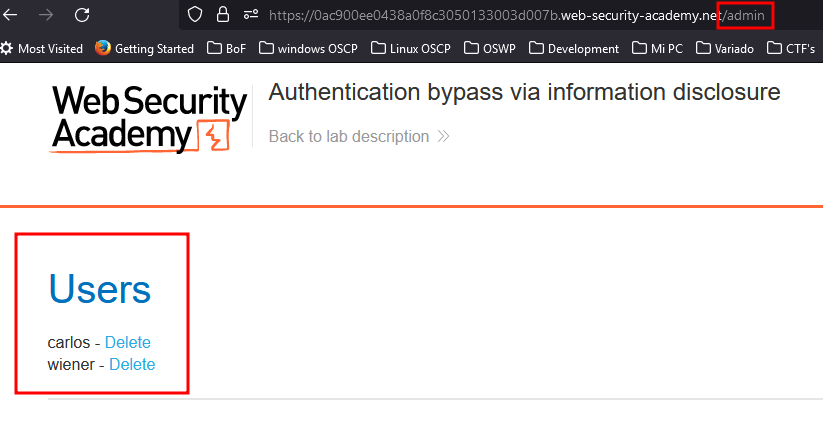 https://0ac900ee0438a0f8c3050133003d007b.web-security-academy.net/admin
Most Visited Getting Started BoF windows OSCP Linux OSCP OSWP Development Mi PC Variado CTF's
Web Security
Academy
Authentication bypass via information disclosure
Back to lab description
Users
carlos - Delete
wiener - Delete